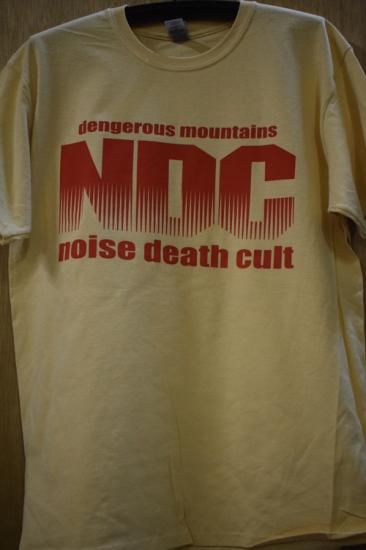 dengerous mountains
NDC
noise death cult